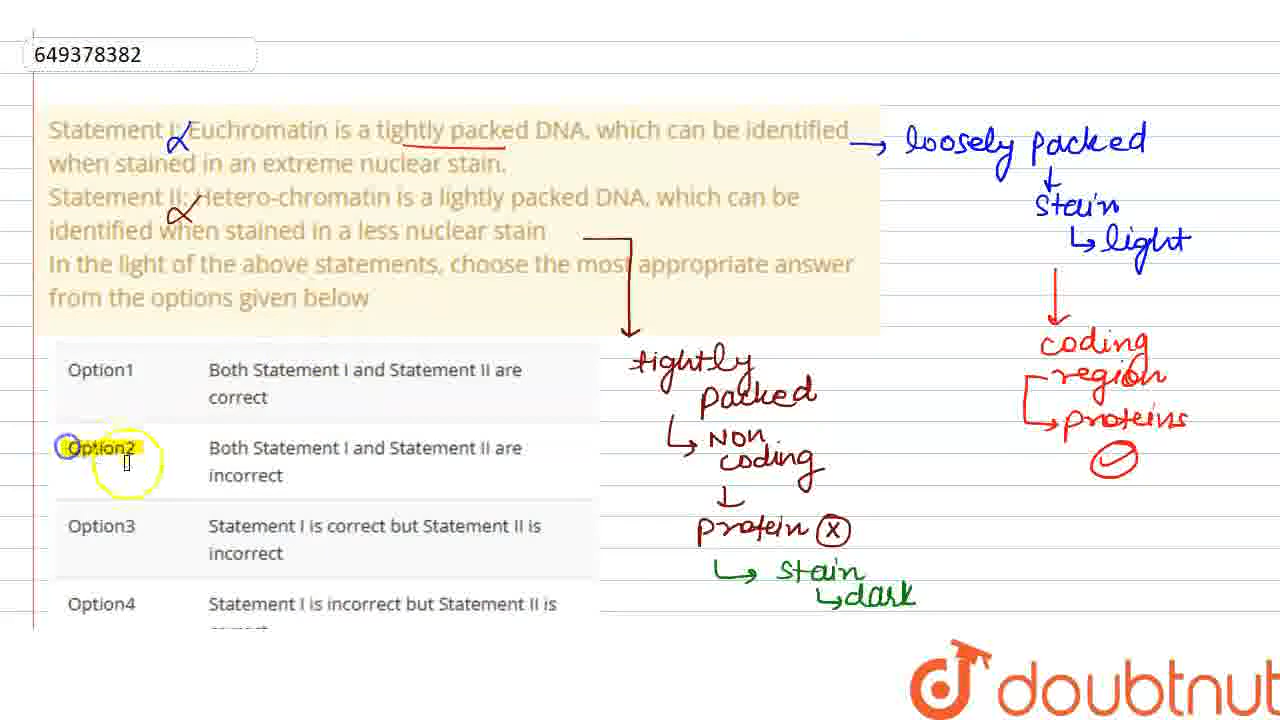 649378382
Statement I: Euchromatin is a tightly packed DNA, which can be identified
when stained in an extreme nuclear stain.
Statement II: Hetero-chromatin is a lightly packed DNA, which can be
identified when stained in a less nuclear stain
In the light of the above statements, choose the most appropriate answer
from the options given below
Option1 Both Statement I and Statement II are
correct
Option2 Both Statement I and Statement II are
incorrect
Option3 Statement I is correct but Statement II is
incorrect
Option4 Statement I is incorrect but Statement II is
loosely packed
stain
light
coding
region
proteins
tightly
packed
Non
coding
protein x
stain
dark
doubtnut